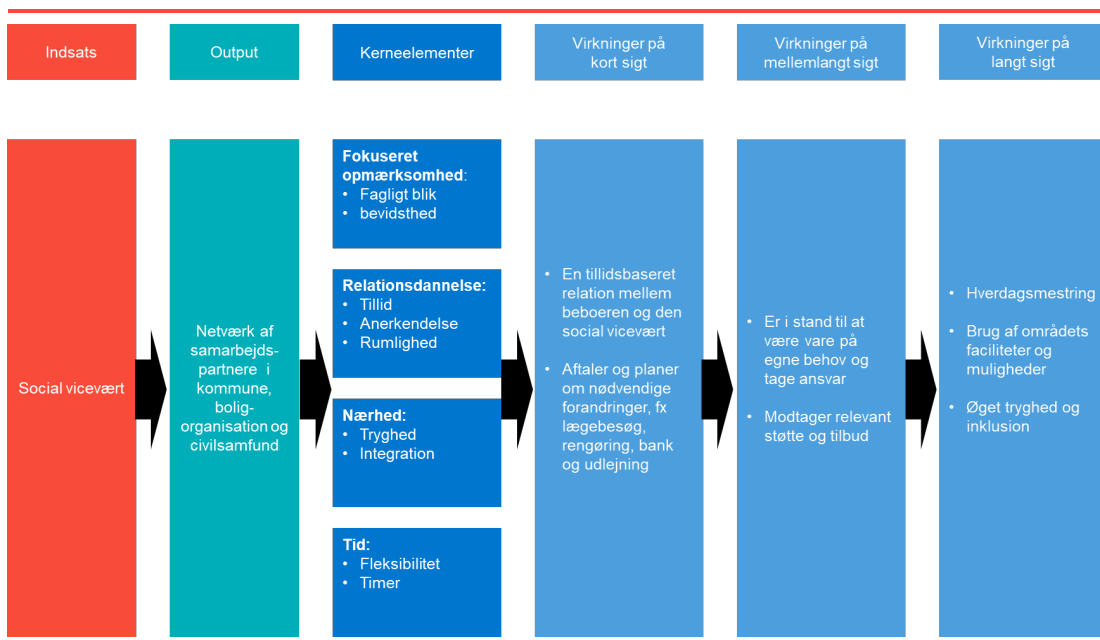 Indsats
Output
Kerneelementer
Virkninger på
kort sigt
Virkninger på
mellemlangt sigt
Virkninger på
langt sigt
Social vicevært
Netværk af
samarbejds-
partnere i
kommune,
bolig-
organisation og
civilsamfund
Fokuseret
opmærksomhed:
• Fagligt blik
• bevidsthed
Relationsdannelse:
• Tillid
• Anerkendelse
• Rumlighed
Nærhed:
• Tryghed
• Integration
Tid:
• Fleksibilitet
• Timer
• En tillidsbaseret
relation mellem
beboeren og den
social vicevært
• Aftaler og planer
om nødvendige
forandringer, fx
lægebesøg,
rengøring, bank
og udlejning
• Er i stand til at
være vare på
egne behov og
tage ansvar
• Modtager relevant
støtte og tilbud
• Hverdagsmestring
• Brug af områdets
faciliteter og
muligheder
• Øget tryghed og
inklusion